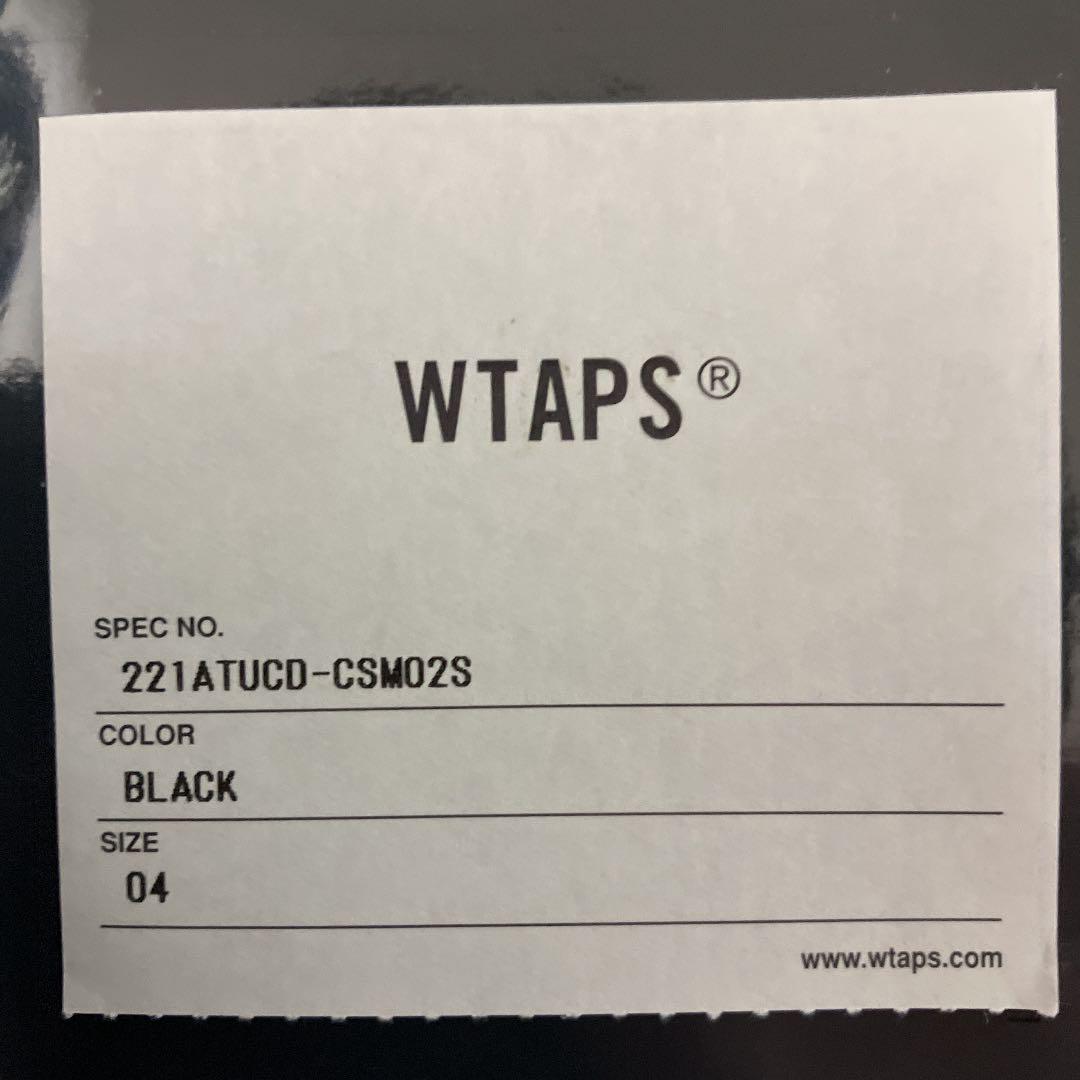 WTAPS®
SPEC NO.
221ATUCD-CSM02S
COLOR
BLACK
SIZE
04
www.wtaps.com